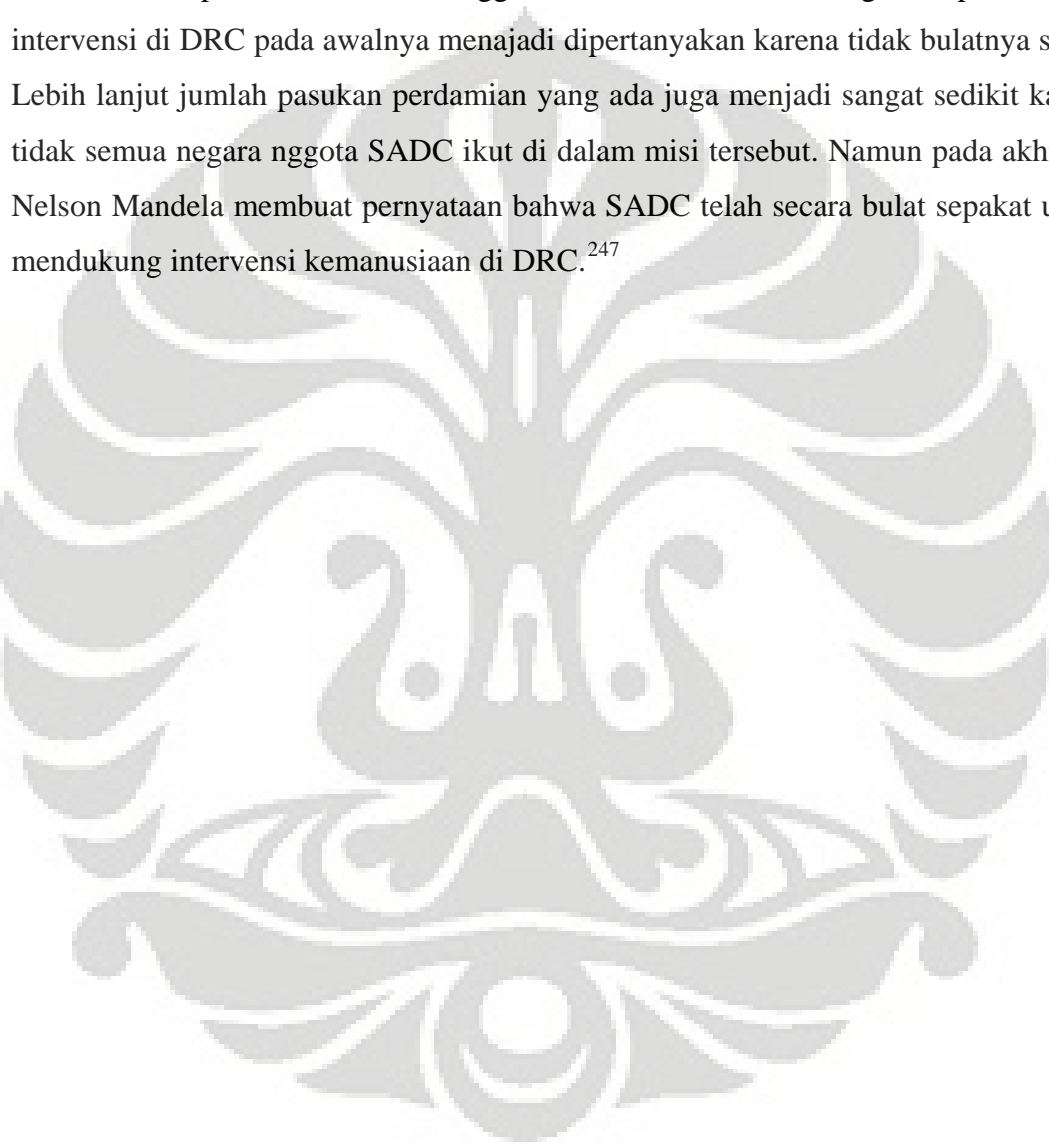 intervensi di DRC pada awalnya menajadi dipertanyakan karena tidak bulatnya
Lebih lanjut jumlah pasukan perdamian yang ada juga menjadi sangat sedikit
tidak semua negara nggota SADC ikut di dalam misi tersebut. Namun pada
Nelson Mandela membuat pernyataan bahwa SADC telah secara bulat sepakat
mendukung intervensi kemanusiaan di DRC.247